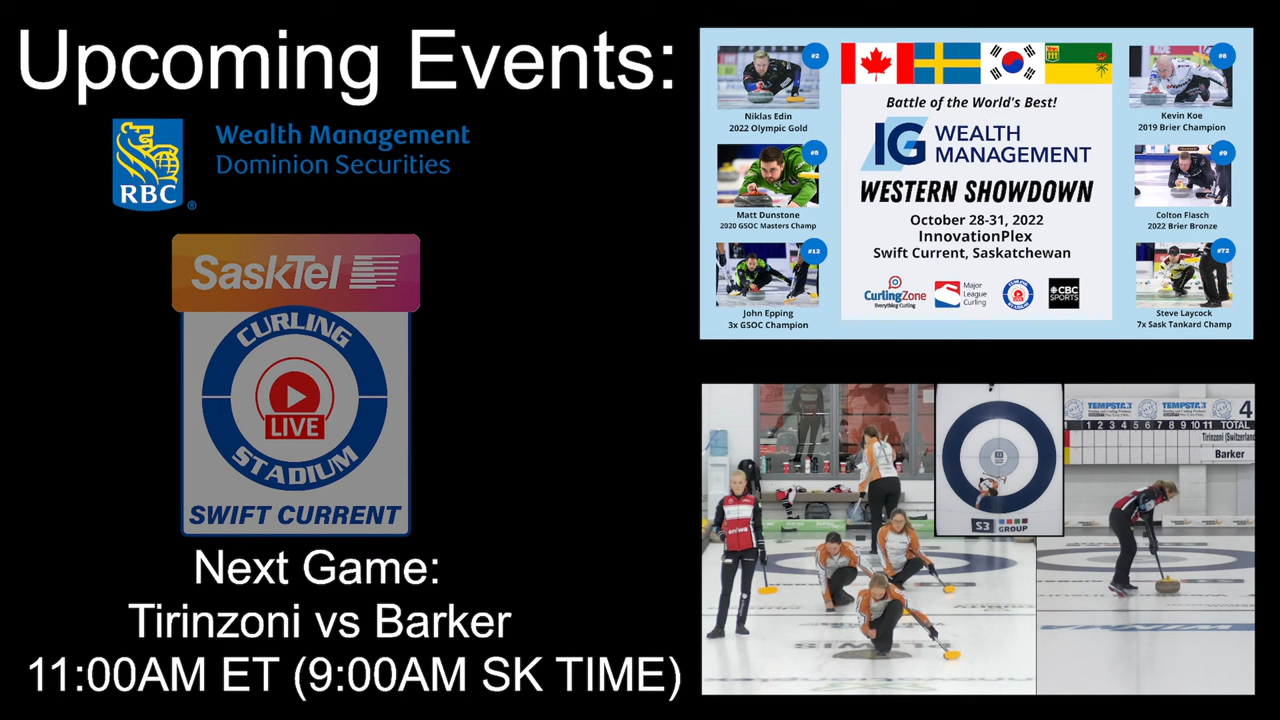 Upcoming Events:
RBC
®
Wealth Management
Dominion Securities
SaskTel
CURLING
LIVE
STADIUM
SWIFT CURRENT
Next Game:
Tirinzoni vs Barker
11:00AM ET (9:00AM SK TIME)
#2
Niklas Edin
2022 Olympic Gold
#5
Matt Dunstone
2020 GSOC Masters Champ
#12
John Epping
3x GSOC Champion
Battle of the World's Best!
IG WEALTH
MANAGEMENT
WESTERN SHOWDOWN
October 28-31, 2022
InnovationPlex
Swift Current, Saskatchewan
CurlingZone
Everything Curling
Major
League
Curling
CBC
SPORTS
#8
Kevin Koe
2019 Brier Champion
#9
Colton Flasch
2022 Brier Bronze
#72
Steve Laycock
7x Sask Tankard Champ
S3
GROUP
TEMPSTAR
TEMPSTAR
4
1 2 3 4 5 6 7 8 9 10 11 TOTAL
Tirinzoni (Switzerland
Barker